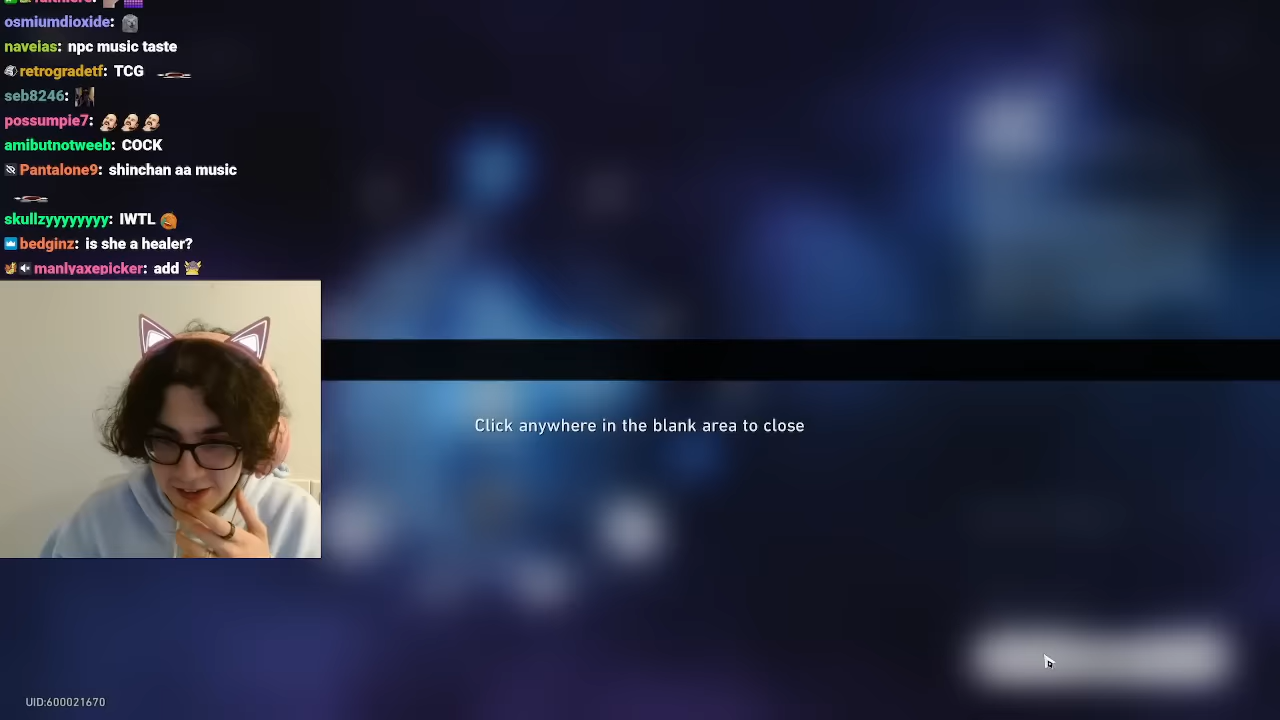 osmiumdioxide:
naveias: npc music taste
retrogradetf: TCG
seb8246:
possumpie7:
amibutnotweeb: COCK
Pantalone9: shinchan aa music
skullzyyyyyyyy: IWTL
bedginz: is she a healer?
manlyaxepicker: add
Click anywhere in the blank area to close
UID:600021670